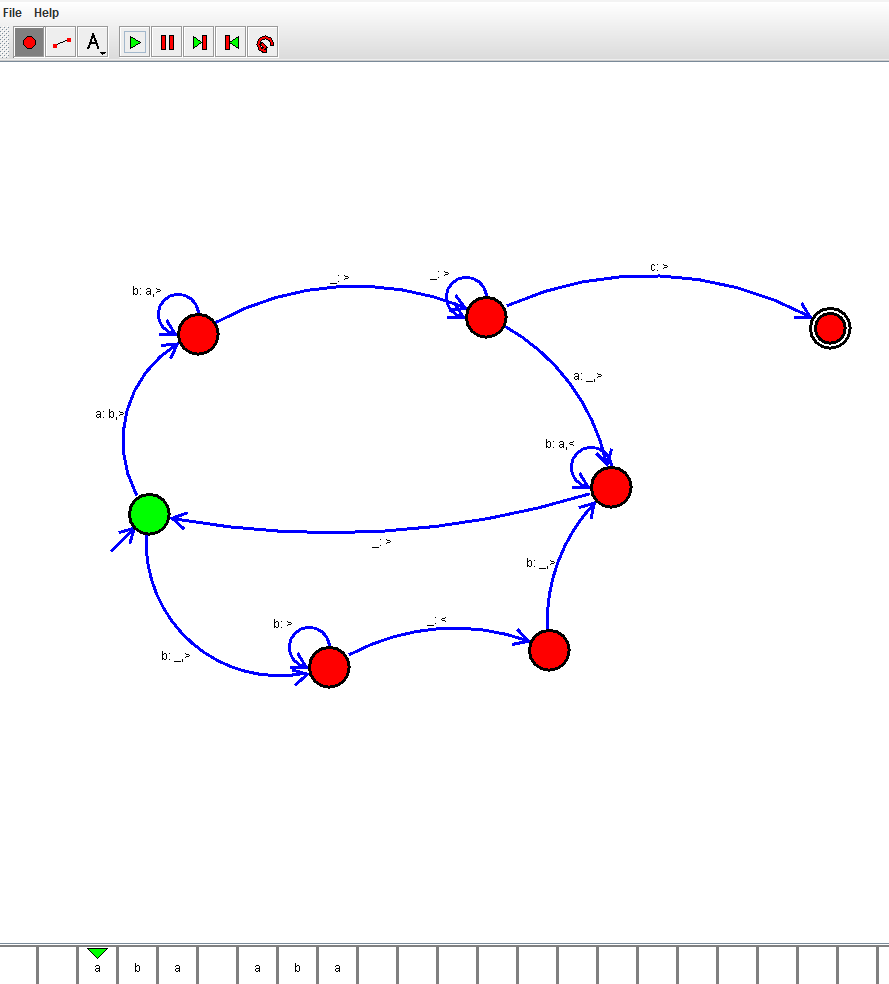 File Help
A
c: >
_: >
_: >
b: a,>
a: _,>
a: b,>
b: a,<
_: >
b: _,>
_: <
b: >
b: _,>
a b a a b a